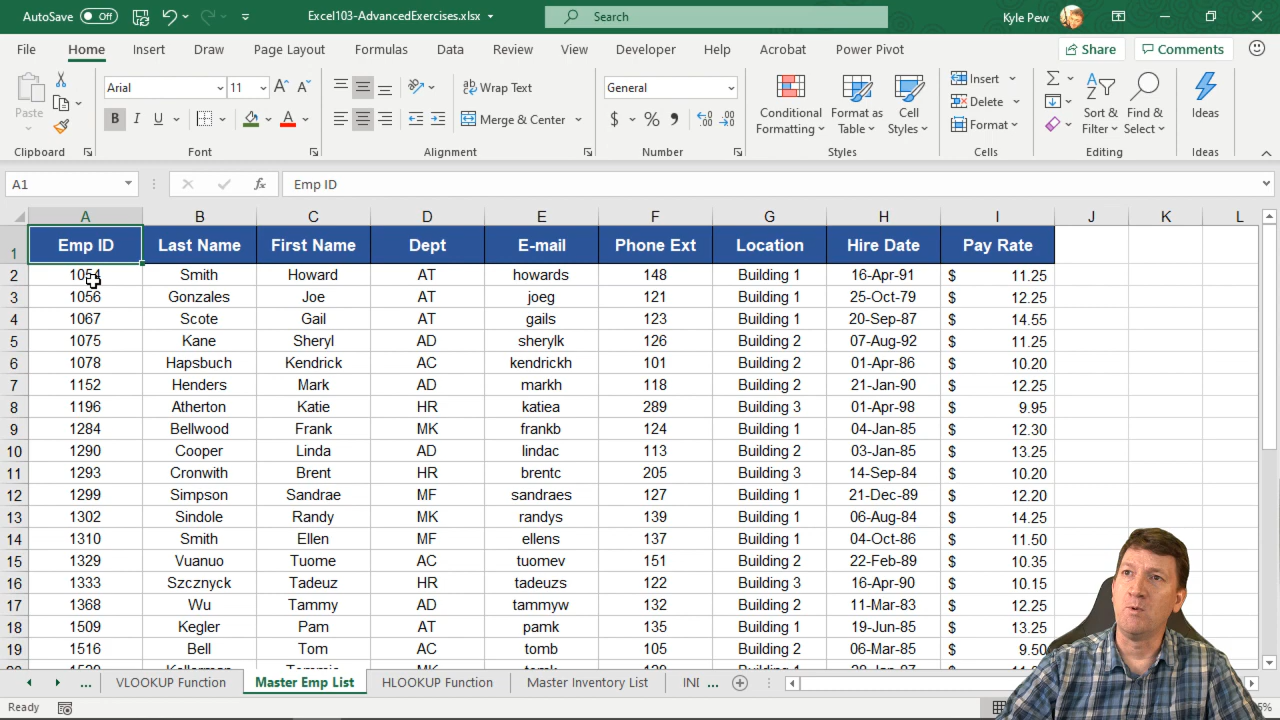 AutoSave Off Excel103-AdvancedExercises.xlsx Search Kyle Pew
File Home Insert Draw Page Layout Formulas Data Review View Developer Help Acrobat Power Pivot Share Comments
Paste Arial 11 Wrap Text General Conditional Formatting Format as Table Cell Styles Insert Sort & Filter Find & Select Ideas
B I U Merge & Center $ % Delete
Format
Clipboard Font Alignment Number Styles Cells Editing Ideas
A1 fx Emp ID
A B C D E F G H I J K L
1 Emp ID Last Name First Name Dept E-mail Phone Ext Location Hire Date Pay Rate
2 1054 Smith Howard AT howards 148 Building 1 16-Apr-91 $ 11.25
3 1056 Gonzales Joe AT joeg 121 Building 1 25-Oct-79 $ 12.25
4 1067 Scote Gail AT gails 123 Building 1 20-Sep-87 $ 14.55
5 1075 Kane Sheryl AD sherylk 126 Building 2 07-Aug-92 $ 11.25
6 1078 Hapsbuch Kendrick AC kendrickh 101 Building 2 01-Apr-86 $ 10.20
7 1152 Henders Mark AD markh 118 Building 2 21-Jan-90 $ 12.25
8 1196 Atherton Katie HR katiea 289 Building 3 01-Apr-98 $ 9.95
9 1284 Bellwood Frank MK frankb 124 Building 1 04-Jan-85 $ 12.30
10 1290 Cooper Linda AD lindac 113 Building 2 03-Jan-85 $ 13.25
11 1293 Cronwith Brent HR brentc 205 Building 3 14-Sep-84 $ 10.20
12 1299 Simpson Sandrae MF sandraes 127 Building 1 21-Dec-89 $ 12.20
13 1302 Sindole Randy MK randys 139 Building 1 06-Aug-84 $ 14.25
14 1310 Smith Ellen MF ellens 137 Building 1 04-Oct-86 $ 11.50
15 1329 Vuanuo Tuome AC tuomev 151 Building 2 22-Feb-89 $ 10.35
16 1333 Szcznyck Tadeuz HR tadeuzs 122 Building 3 16-Apr-90 $ 10.15
17 1368 Wu Tammy AD tammyw 132 Building 2 11-Mar-83 $ 12.25
18 1509 Kegler Pam AT pamk 135 Building 1 19-Jun-85 $ 13.25
19 1516 Bell Tom AC tomb 105 Building 2 06-Mar-85 $ 9.50
... VLOOKUP Function Master Emp List HLOOKUP Function Master Inventory List ...
Ready